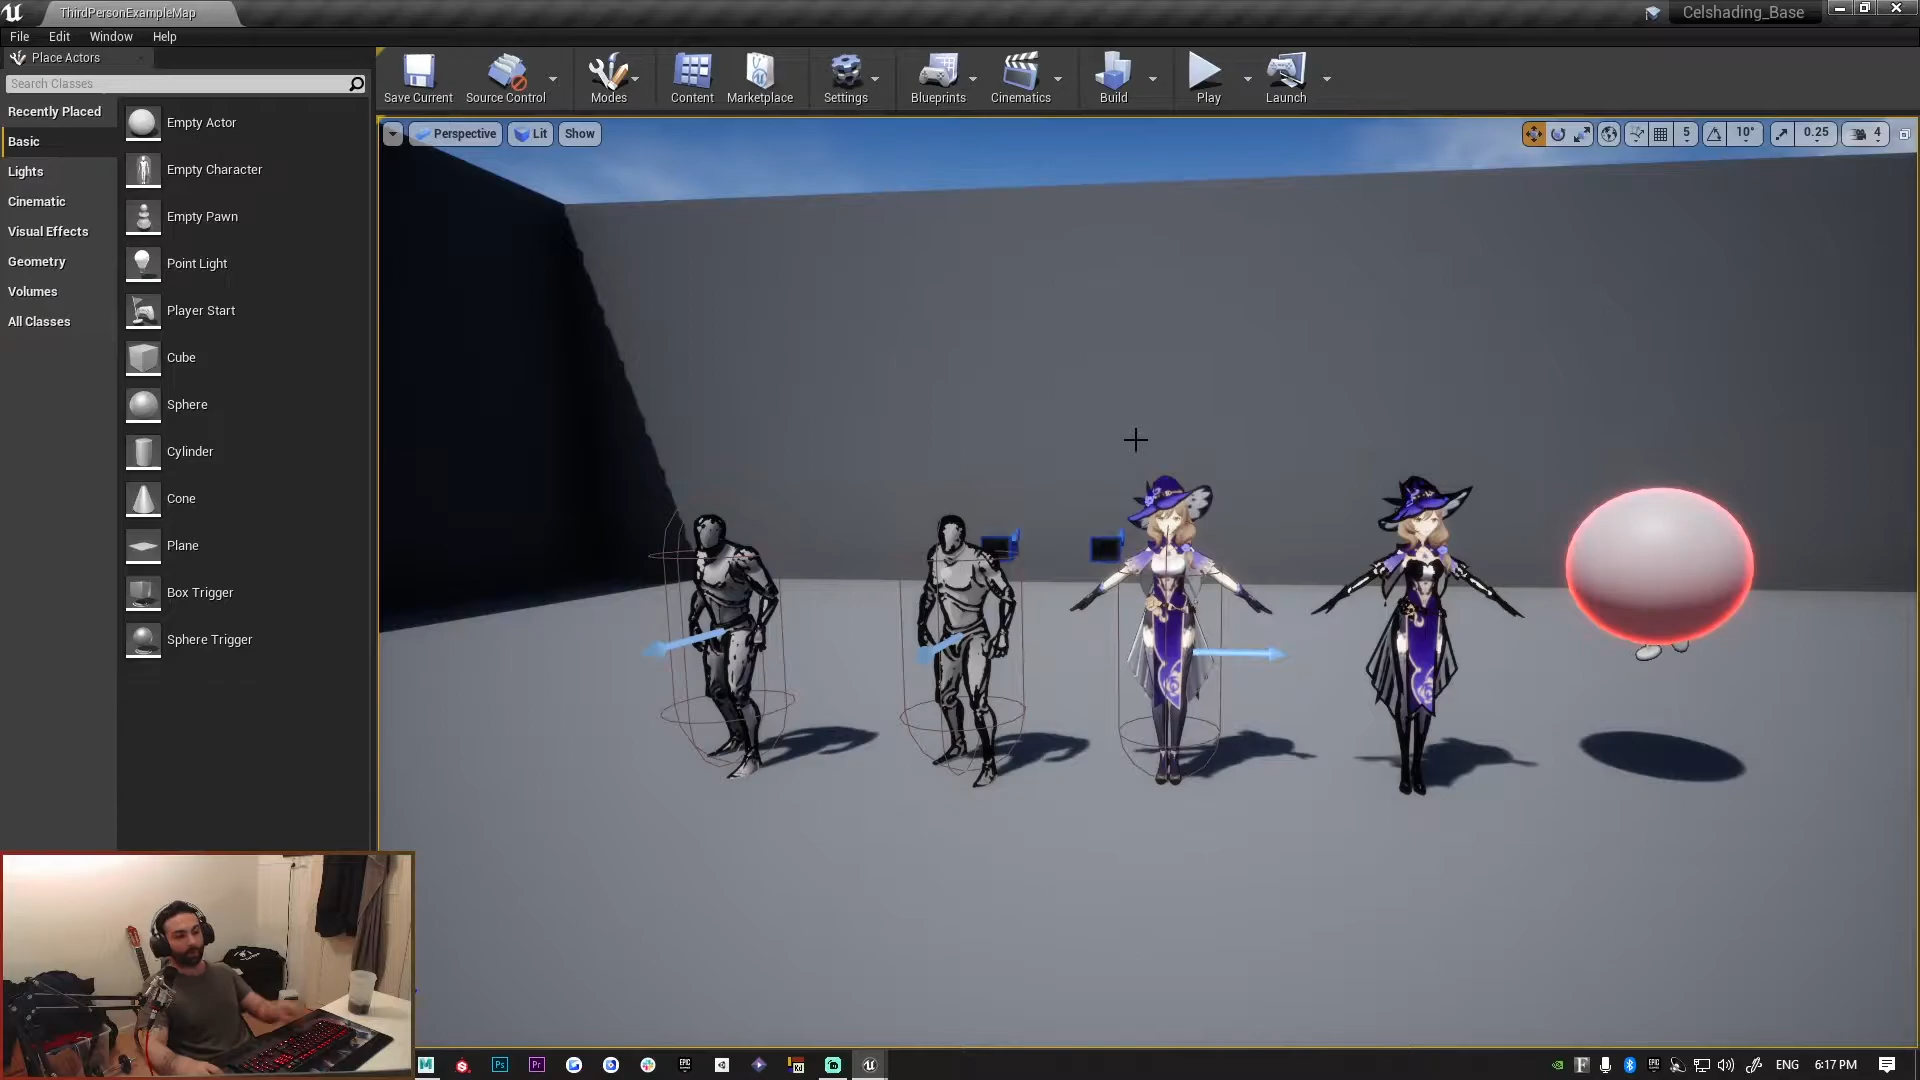 ThirdPersonExampleMap
Celshading_Base
File Edit Window Help
Place Actors
Search Classes
Recently Placed
Basic
Lights
Cinematic
Visual Effects
Geometry
Volumes
All Classes
Empty Actor
Empty Character
Empty Pawn
Point Light
Player Start
Cube
Sphere
Cylinder
Cone
Plane
Box Trigger
Sphere Trigger
Save Current
Source Control
Modes
Content
Marketplace
Settings
Blueprints
Cinematics
Build
Play
Launch
Perspective
Lit
Show
5
10°
0.25
4
Ps
Pr
ENG
6:17 PM